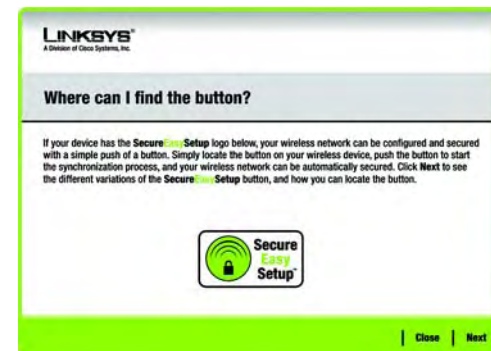 LINKSYS®
A Division of Cisco Systems, Inc.
Where can I find the button?
If your device has the SecureEasySetup logo below, your wireless network can be configured and secured
with a simple push of a button. Simply locate the button on your wireless device, push the button to start
the synchronization process, and your wireless network can be automatically secured. Click Next to see
the different variations of the SecureEasySetup button, and how you can locate the button.
Secure
Easy
Setup™
Close | Next